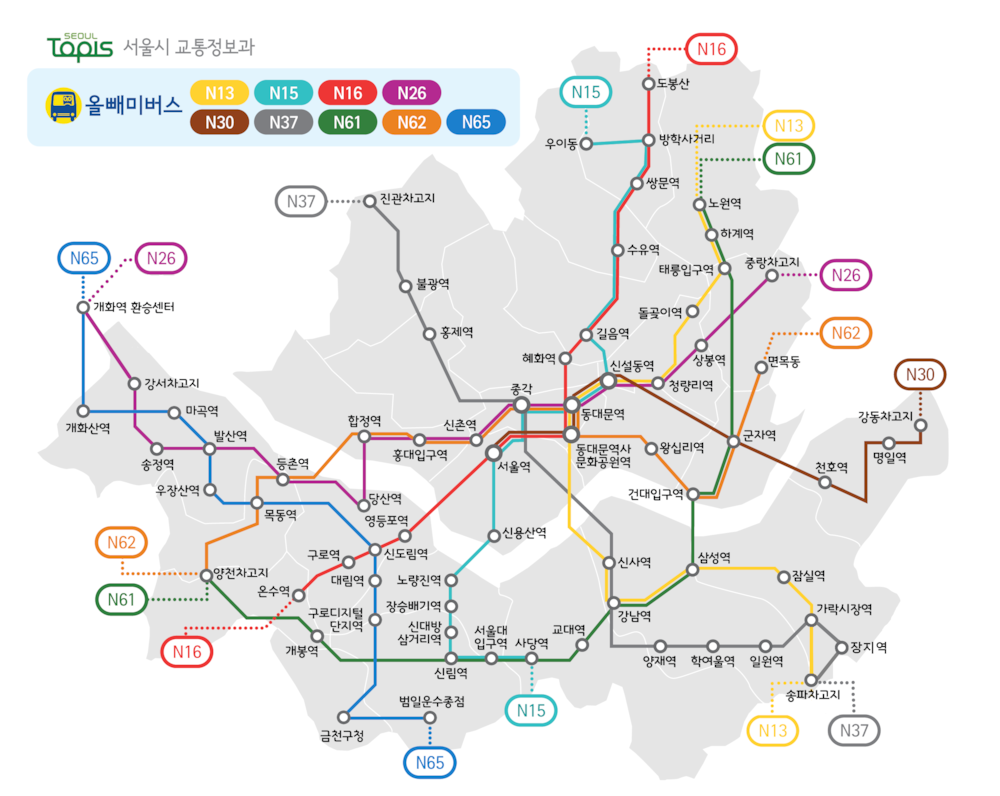 SEOUL
Topis 서울시 교통정보과
올빼미버스
N13 N15 N16 N26
N30 N37 N61 N62 N65
N16
도봉산
N15
우이동
방학사거리
N13
N61
쌍문역
노원역
N37
진관차고지
수유역
하계역
태릉입구역
중랑차고지
N26
N65
N26
개화역 환승센터
불광역
돌곶이역
홍제역
길음역
상봉역
N62
면목동
혜화역
신설동역
청량리역
N30
강서차고지
종각
동대문역
강동차고지
개화산역
마곡역
합정역
신촌역
홍대입구역
동대문역사
문화공원역
왕십리역
군자역
명일역
발산역
송정역
등촌역
서울역
천호역
우장산역
당산역
건대입구역
목동역
영등포역
신용산역
N62
구로역
신도림역
신사역
삼성역
양천차고지
온수역
대림역
노량진역
잠실역
N61
장승배기역
강남역
가락시장역
구로디지털
단지역
신대방
삼거리역
서울대
입구역
사당역
교대역
N16
개봉역
신림역
양재역
학여울역
일원역
장지역
송파차고지
범일운수종점
금천구청
N15
N13
N37
N65